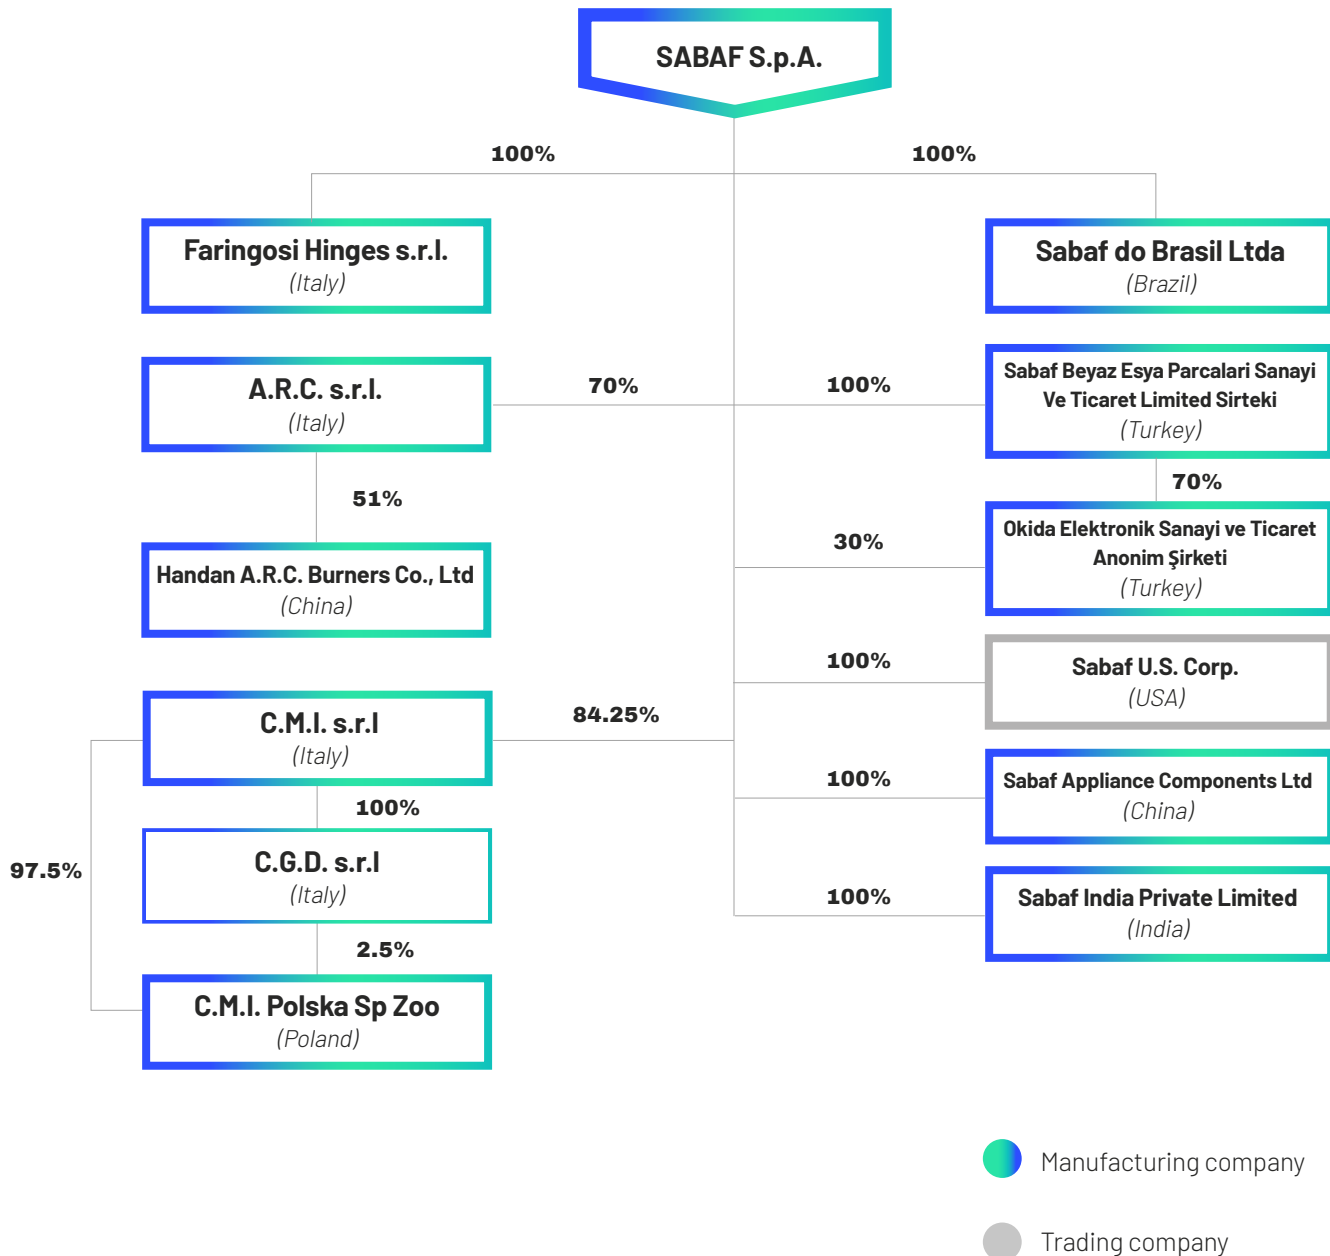 SABAF S.p.A.
100%
100%
Faringosi Hinges s.r.l.
(Italy)
Sabaf do Brasil Ltda
(Brazil)
A.R.C. s.r.l.
(Italy)
70%
100%
Sabaf Beyaz Esya Parcalari Sanayi
Ve Ticaret Limited Sirteki
(Turkey)
51%
70%
Handan A.R.C. Burners Co., Ltd
(China)
30%
Okida Elektronik Sanayi ve Ticaret
Anonim Şirketi
(Turkey)
100%
Sabaf U.S. Corp.
(USA)
C.M.I. s.r.l
(Italy)
84.25%
100%
Sabaf Appliance Components Ltd
(China)
100%
97.5%
C.G.D. s.r.l
(Italy)
100%
Sabaf India Private Limited
(India)
2.5%
C.M.I. Polska Sp Zoo
(Poland)
Manufacturing company
Trading company